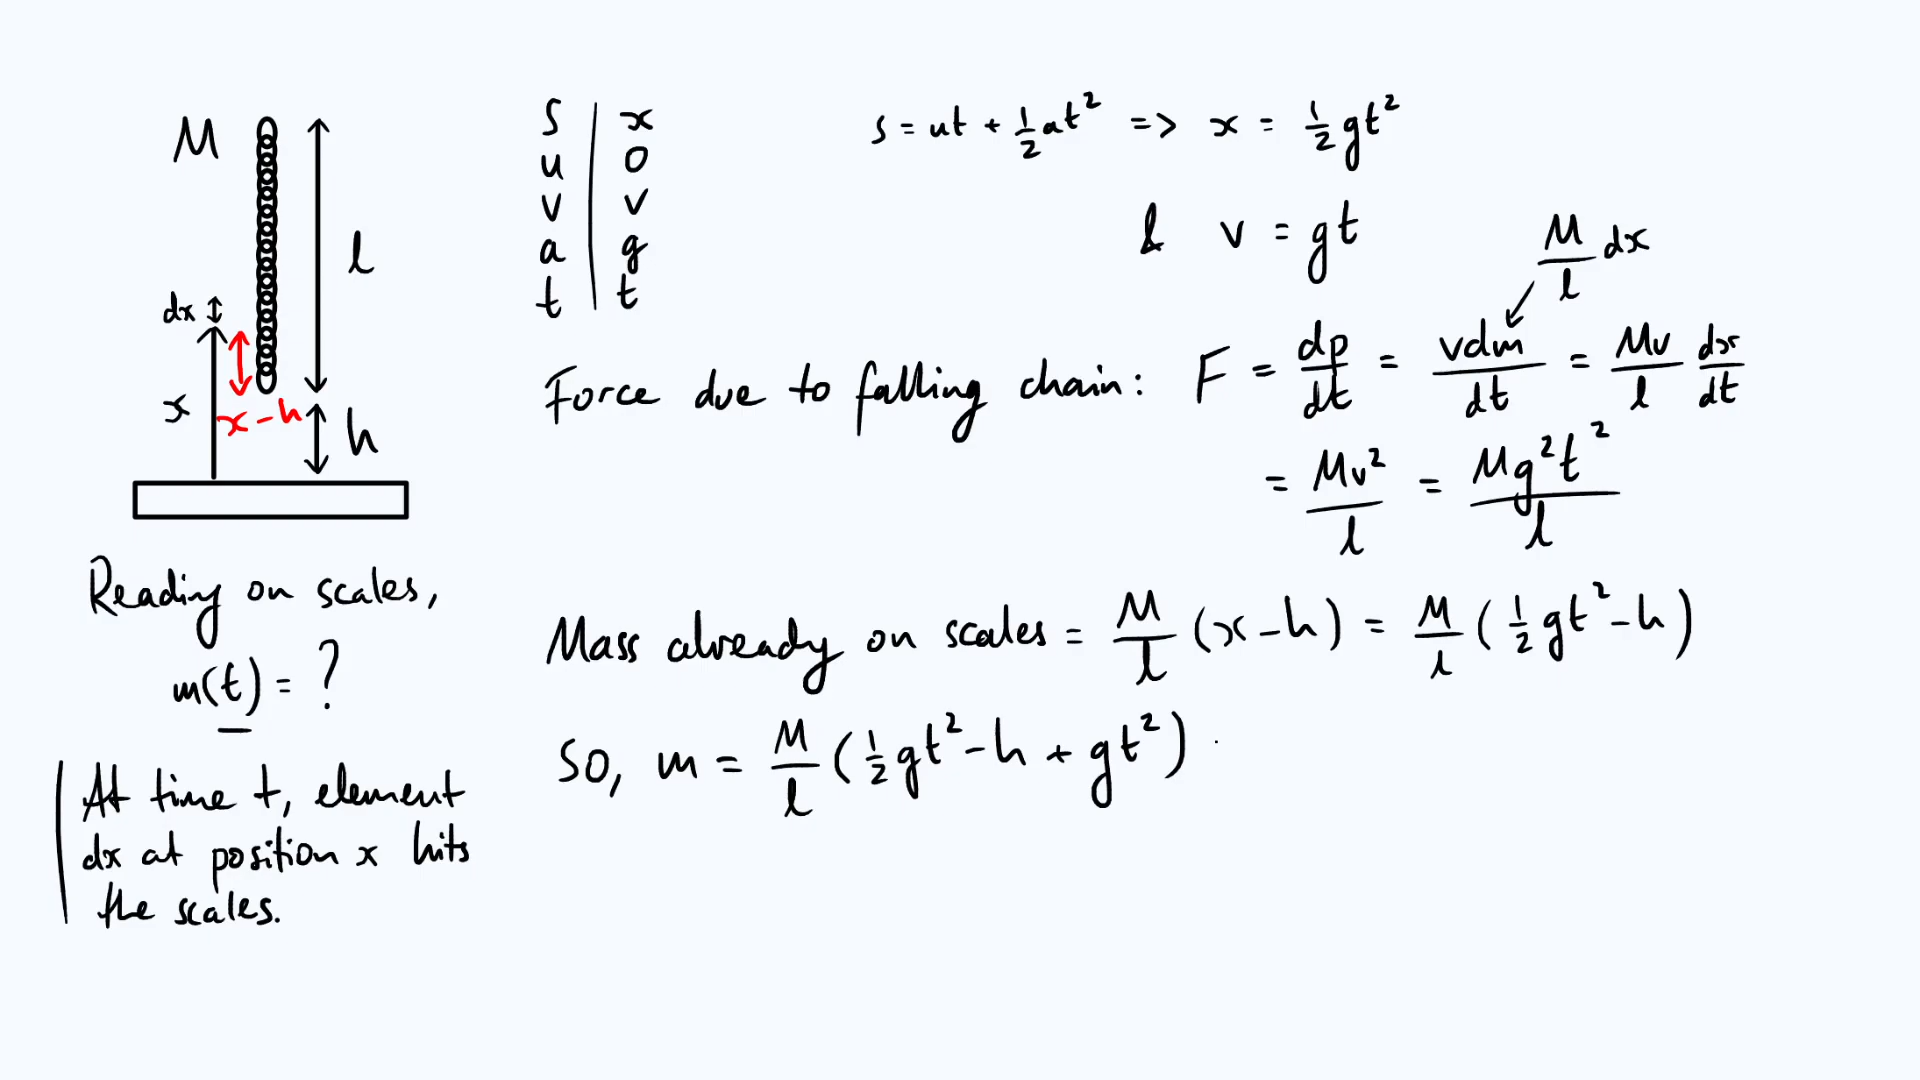 M
l
dx
x
x-h
h
Reading on scales,
m(t) = ?
At time t, element
dx at position x hits
the scales.
s | x
u | 0
v | v
a | g
t | t
s = ut + ½at² => x = ½gt²
& v = gt
M/l dx
Force due to falling chain: F = dp/dt = vdm/dt = Mv/l dx/dt
= Mv²/l = Mg²t²/l
Mass already on scales = M/l (x-h) = M/l (½gt²-h)
So, m = M/l (½gt²-h + gt²)